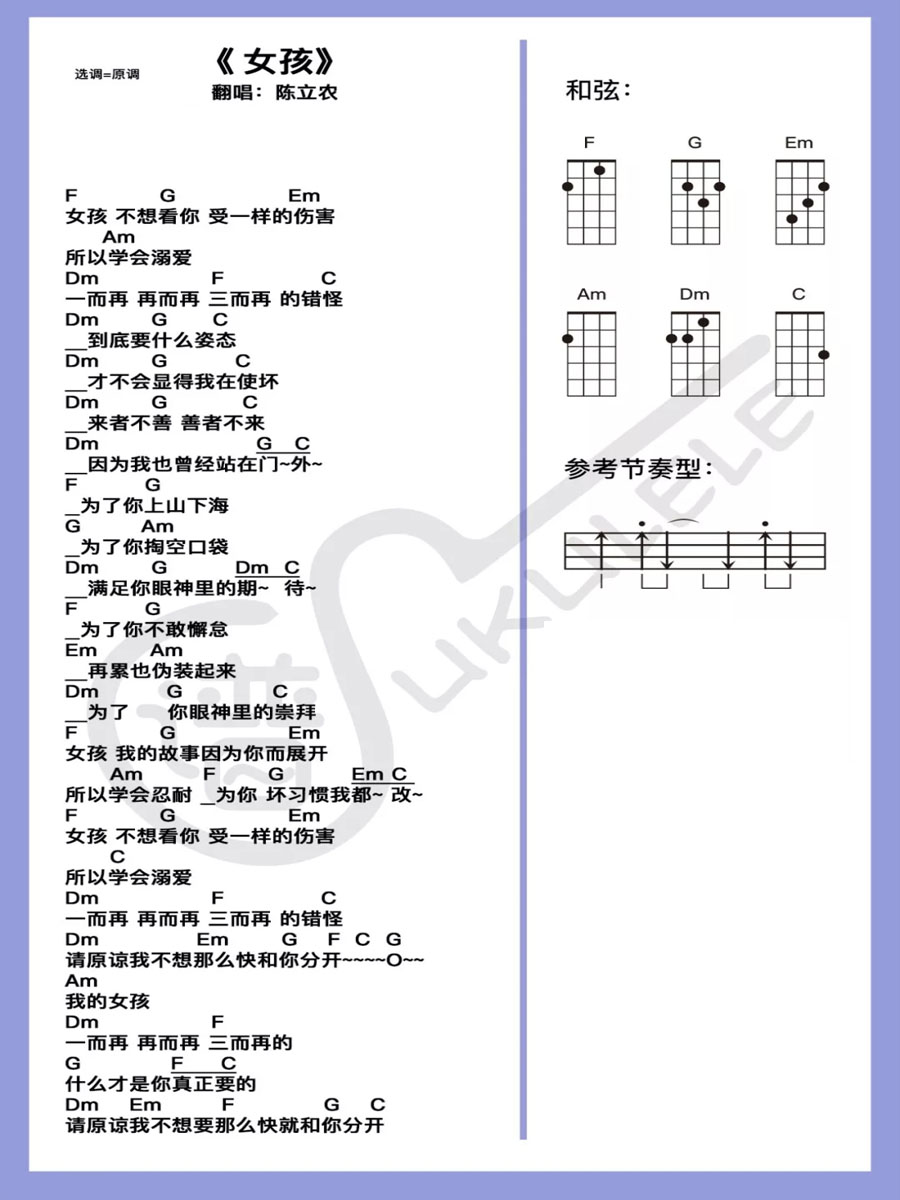 选调=原调
《 女孩》
翻唱：陈立农
F G Em
女孩 不想看你 受一样的伤害
Am
所以学会溺爱
Dm F C
一而再 再而再 三而再 的错怪
Dm G C
__到底要什么姿态
Dm G C
__才不会显得我在使坏
Dm G C
__来者不善 善者不来
Dm G C
__因为我也曾经站在门~外~
F G
_为了你上山下海
G Am
_为了你掏空口袋
Dm G Dm C
__满足你眼神里的期~ 待~
F G
_为了你不敢懈怠
Em Am
__再累也伪装起来
Dm G C
__为了 你眼神里的崇拜
F G Em
女孩 我的故事因为你而展开
Am F G Em C
所以学会忍耐 _为你 坏习惯我都~ 改~
F G Em
女孩 不想看你 受一样的伤害
C
所以学会溺爱
Dm F C
一而再 再而再 三而再 的错怪
Dm Em G F C G
请原谅我不想那么快和你分开~~~~O~~
Am
我的女孩
Dm F
一而再 再而再 三而再的
G F C
什么才是你真正要的
Dm Em F G C
请原谅我不想要那么快就和你分开
和弦：
F G Em
Am Dm C
参考节奏型：
谱
UKULELE